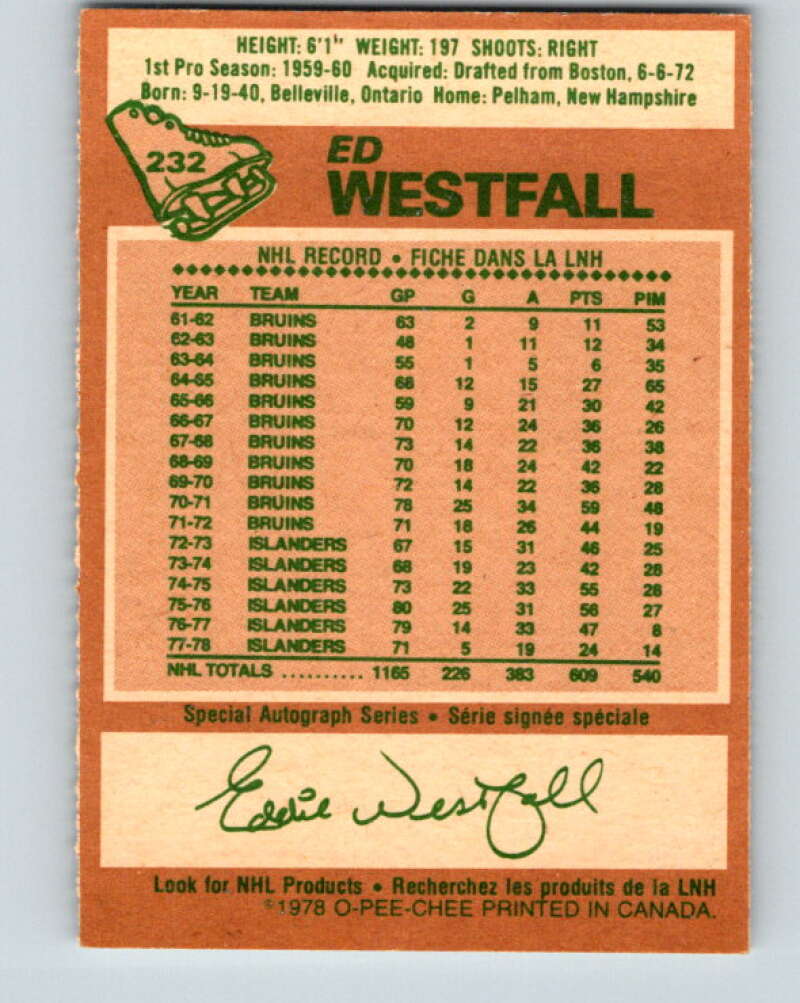 HEIGHT: 6'1" WEIGHT: 197 SHOOTS: RIGHT
1st Pro Season: 1959-60 Acquired: Drafted from Boston, 6-6-72
Born: 9-19-40, Belleville, Ontario Home: Pelham, New Hampshire
232
ED
WESTFALL
NHL RECORD • FICHE DANS LA LNH
YEAR TEAM GP G A PTS PIM
61-62 BRUINS 63 2 9 11 53
62-63 BRUINS 48 1 11 12 34
63-64 BRUINS 55 1 5 6 35
64-65 BRUINS 68 12 15 27 65
65-66 BRUINS 59 9 21 30 42
66-67 BRUINS 70 12 24 36 26
67-68 BRUINS 73 14 22 36 38
68-69 BRUINS 70 18 24 42 22
69-70 BRUINS 72 14 22 36 28
70-71 BRUINS 78 25 34 59 48
71-72 BRUINS 71 18 26 44 19
72-73 ISLANDERS 67 15 31 46 25
73-74 ISLANDERS 68 19 23 42 28
74-75 ISLANDERS 73 22 33 55 28
75-76 ISLANDERS 80 25 31 56 27
76-77 ISLANDERS 79 14 33 47 8
77-78 ISLANDERS 71 5 19 24 14
NHL TOTALS .......... 1165 226 383 609 540
Special Autograph Series • Série signée spéciale
Eddie Westfall
Look for NHL Products • Recherchez les produits de la LNH
©1978 O-PEE-CHEE PRINTED IN CANADA.